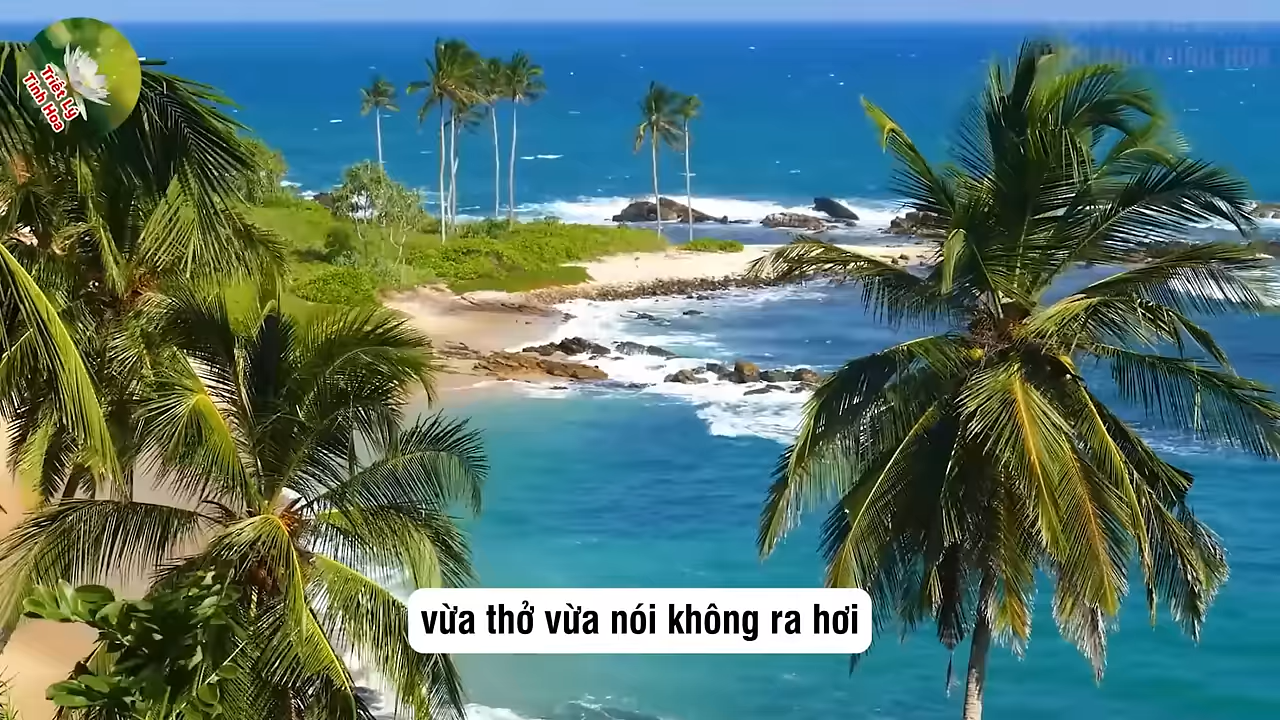 Triết Lý
Tinh Hoa
vừa thở vừa nói không ra hơi